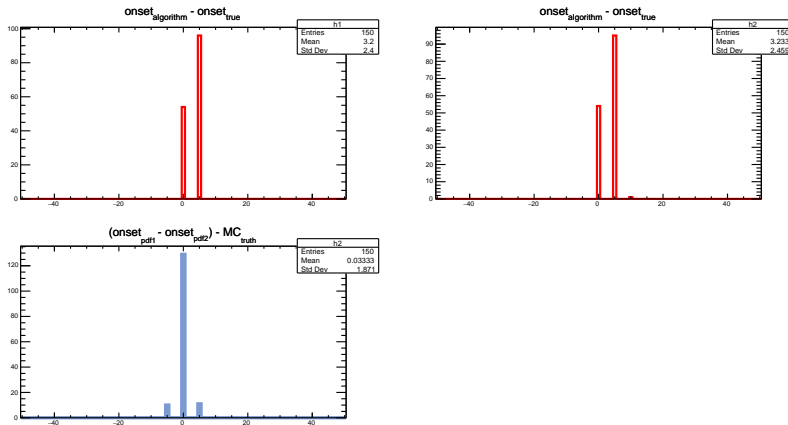 onset_algorithm - onset_true
h1
Entries 150
Mean 3.2
Std Dev 2.4
100
80
60
40
20
0
−40 −20 0 20 40
onset_algorithm - onset_true
h2
Entries 150
Mean 3.233
Std Dev 2.459
90
80
70
60
50
40
30
20
10
0
−40 −20 0 20 40
(onset_pdf1 - onset_pdf2) - MC_truth
h2
Entries 150
Mean 0.03333
Std Dev 1.871
120
100
80
60
40
20
0
−40 −20 0 20 40